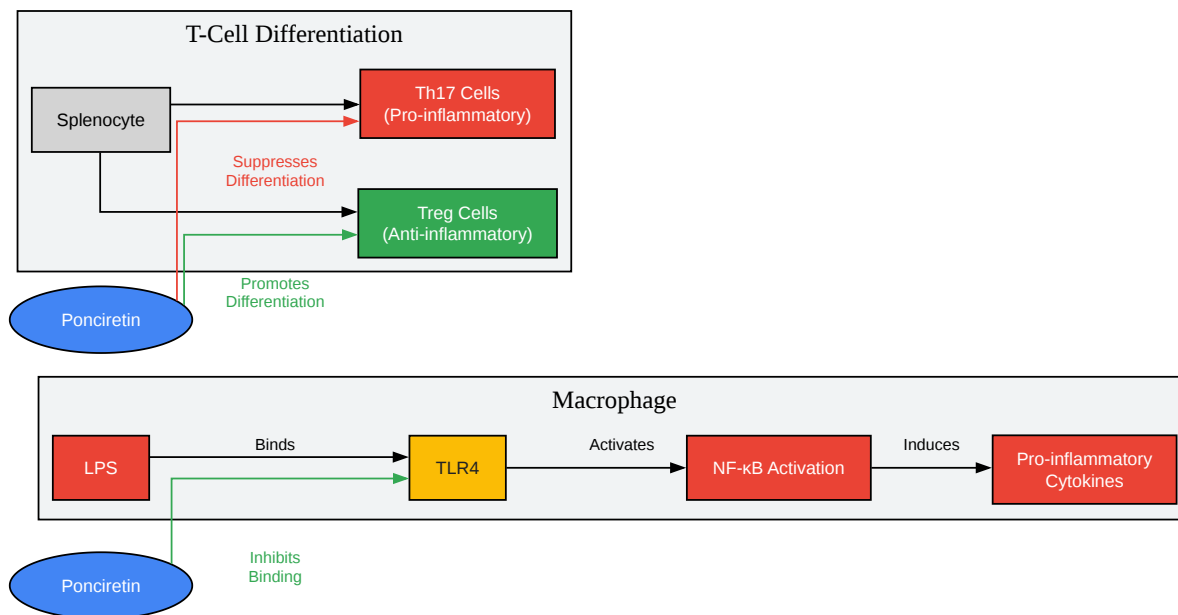 T-Cell Differentiation
Splenocyte
Th17 Cells
(Pro-inflammatory)
Suppresses
Differentiation
Treg Cells
(Anti-inflammatory)
Promotes
Differentiation
Ponciretin
Macrophage
LPS
Binds
TLR4
Activates
NF-κB Activation
Induces
Pro-inflammatory
Cytokines
Inhibits
Binding
Ponciretin